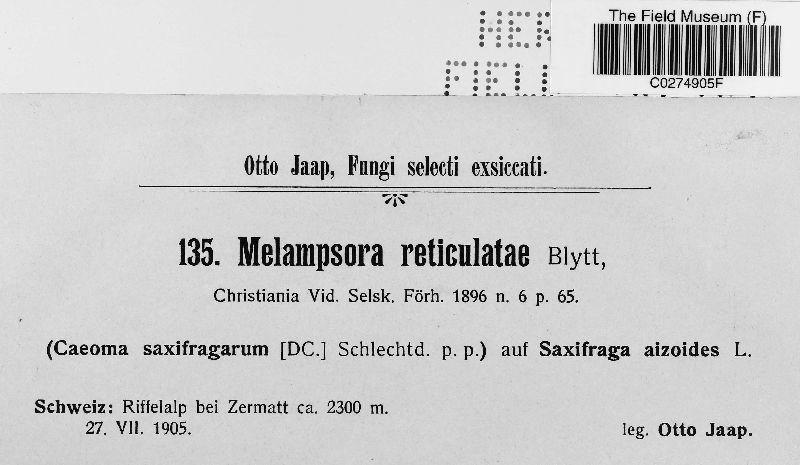 HER
FIEL
The Field Museum (F)
C0274905F
Otto Jaap, Fungi selecti exsiccati.
135. Melampsora reticulatae Blytt,
Christiania Vid. Selsk. Förh. 1896 n. 6 p. 65.
(Caeoma saxifragarum [DC.] Schlechtd. p. p.) auf Saxifraga aizoides L.
Schweiz: Riffelalp bei Zermatt ca. 2300 m.
27. VII. 1905.
leg. Otto Jaap.